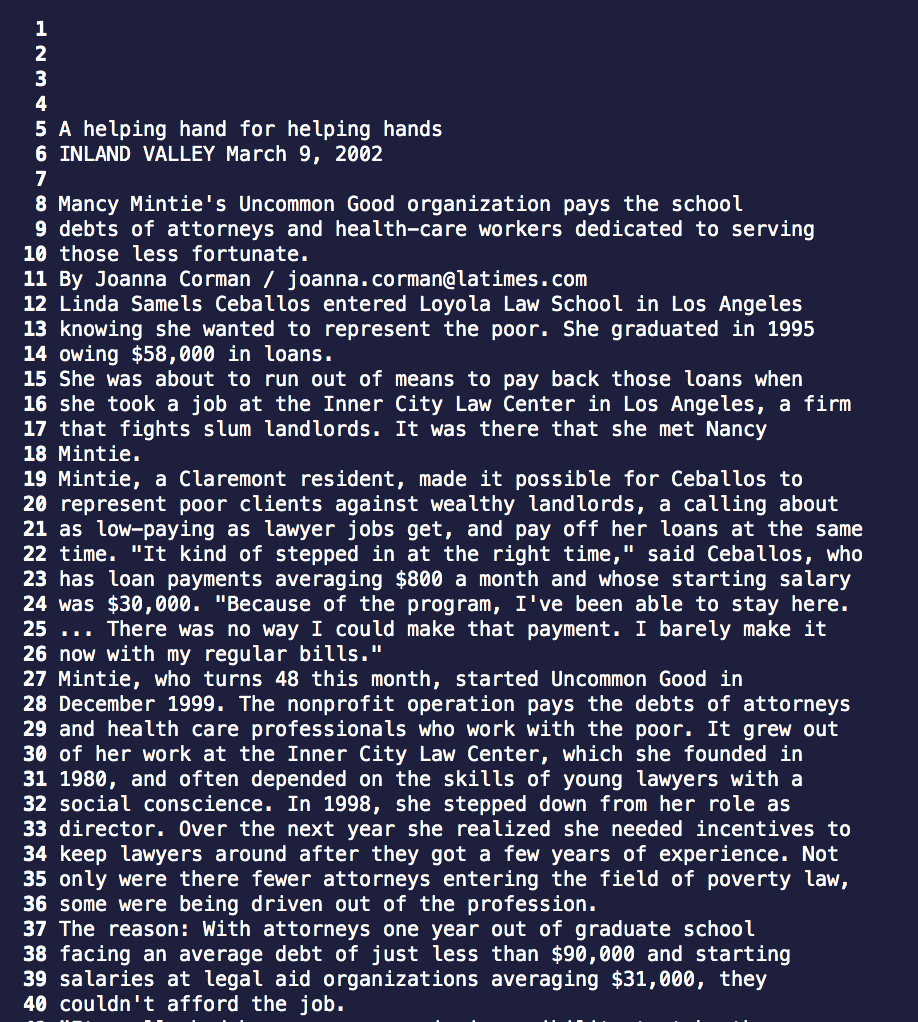 1
2
3
4
5 A helping hand for helping hands
6 INLAND VALLEY March 9, 2002
7
8 Mancy Mintie's Uncommon Good organization pays the school
9 debts of attorneys and health-care workers dedicated to serving
10 those less fortunate.
11 By Joanna Corman / joanna.corman@latimes.com
12 Linda Samels Ceballos entered Loyola Law School in Los Angeles
13 knowing she wanted to represent the poor. She graduated in 1995
14 owing $58,000 in loans.
15 She was about to run out of means to pay back those loans when
16 she took a job at the Inner City Law Center in Los Angeles, a firm
17 that fights slum landlords. It was there that she met Nancy
18 Mintie.
19 Mintie, a Claremont resident, made it possible for Ceballos to
20 represent poor clients against wealthy landlords, a calling about
21 as low-paying as lawyer jobs get, and pay off her loans at the same
22 time. "It kind of stepped in at the right time," said Ceballos, who
23 has loan payments averaging $800 a month and whose starting salary
24 was $30,000. "Because of the program, I've been able to stay here.
25 ... There was no way I could make that payment. I barely make it
26 now with my regular bills."
27 Mintie, who turns 48 this month, started Uncommon Good in
28 December 1999. The nonprofit operation pays the debts of attorneys
29 and health care professionals who work with the poor. It grew out
30 of her work at the Inner City Law Center, which she founded in
31 1980, and often depended on the skills of young lawyers with a
32 social conscience. In 1998, she stepped down from her role as
33 director. Over the next year she realized she needed incentives to
34 keep lawyers around after they got a few years of experience. Not
35 only were there fewer attorneys entering the field of poverty law,
36 some were being driven out of the profession.
37 The reason: With attorneys one year out of graduate school
38 facing an average debt of just less than $90,000 and starting
39 salaries at legal aid organizations averaging $31,000, they
40 couldn't afford the job.